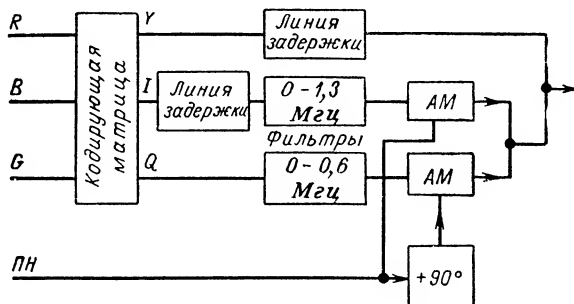 R
Y
Линия
задержки
Кодирующая
матрица
B
I
Линия
задержки
0-1,3
Мгц
АМ
Фильтры
G
Q
0-0,6
Мгц
АМ
ПН
+90°